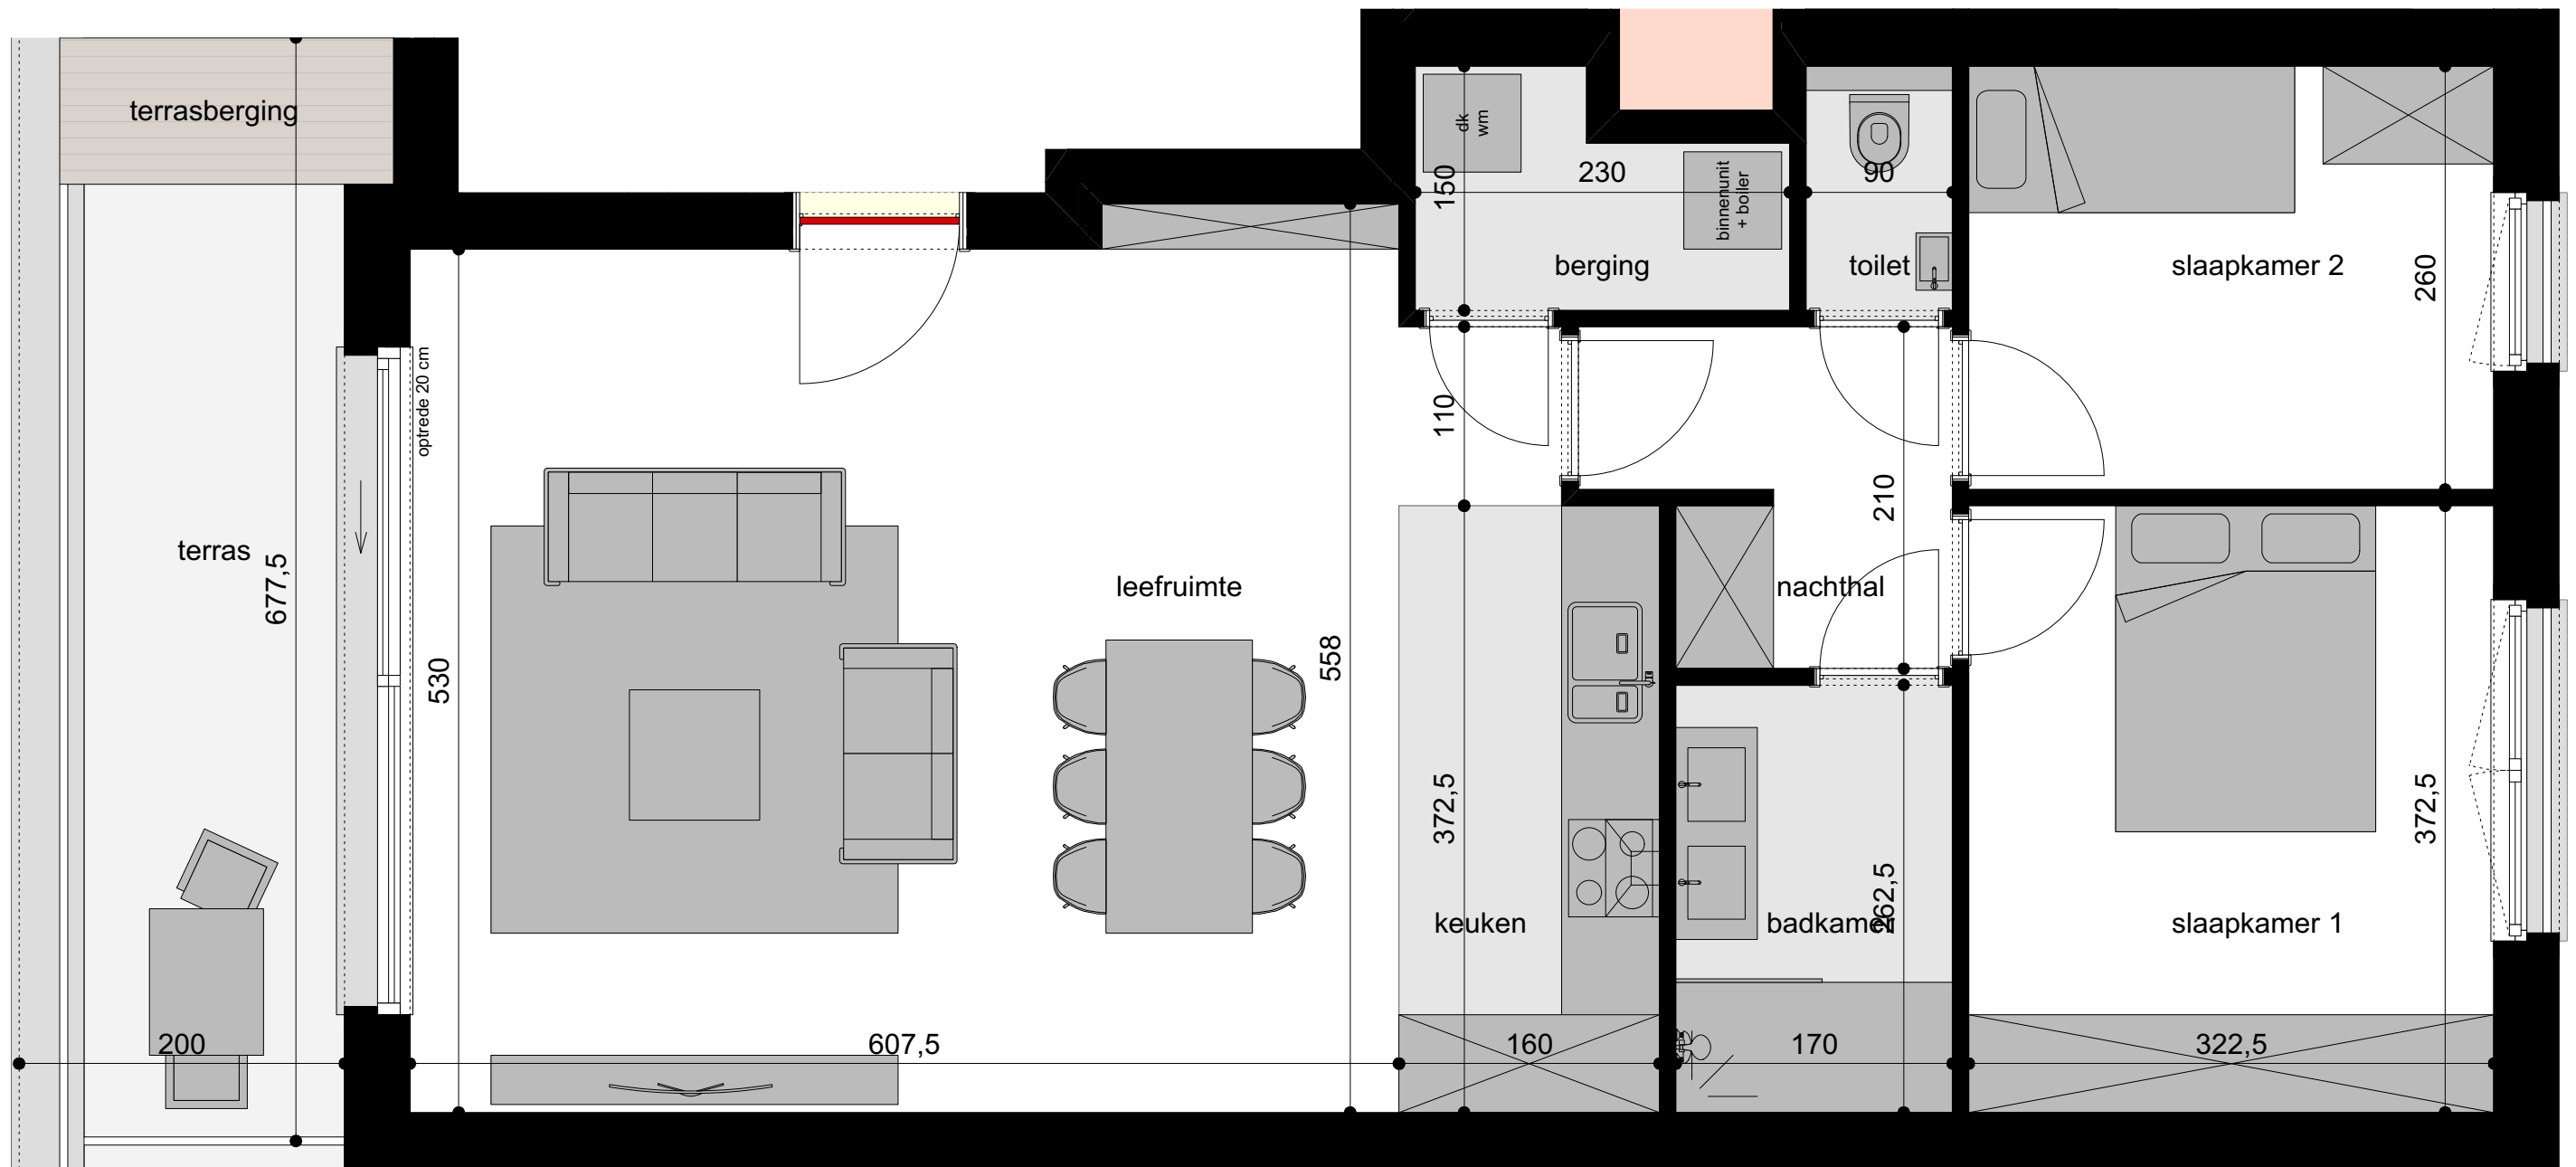 terrasberging
dk
wm
150
230
binnenunit
+ boiler
90
berging
toilet
slaapkamer 2
260
optrede 20 cm
110
210
terras
677,5
leefruimte
nachthal
530
558
372,5
372,5
262,5
keuken
badkamer
slaapkamer 1
200
607,5
160
170
322,5